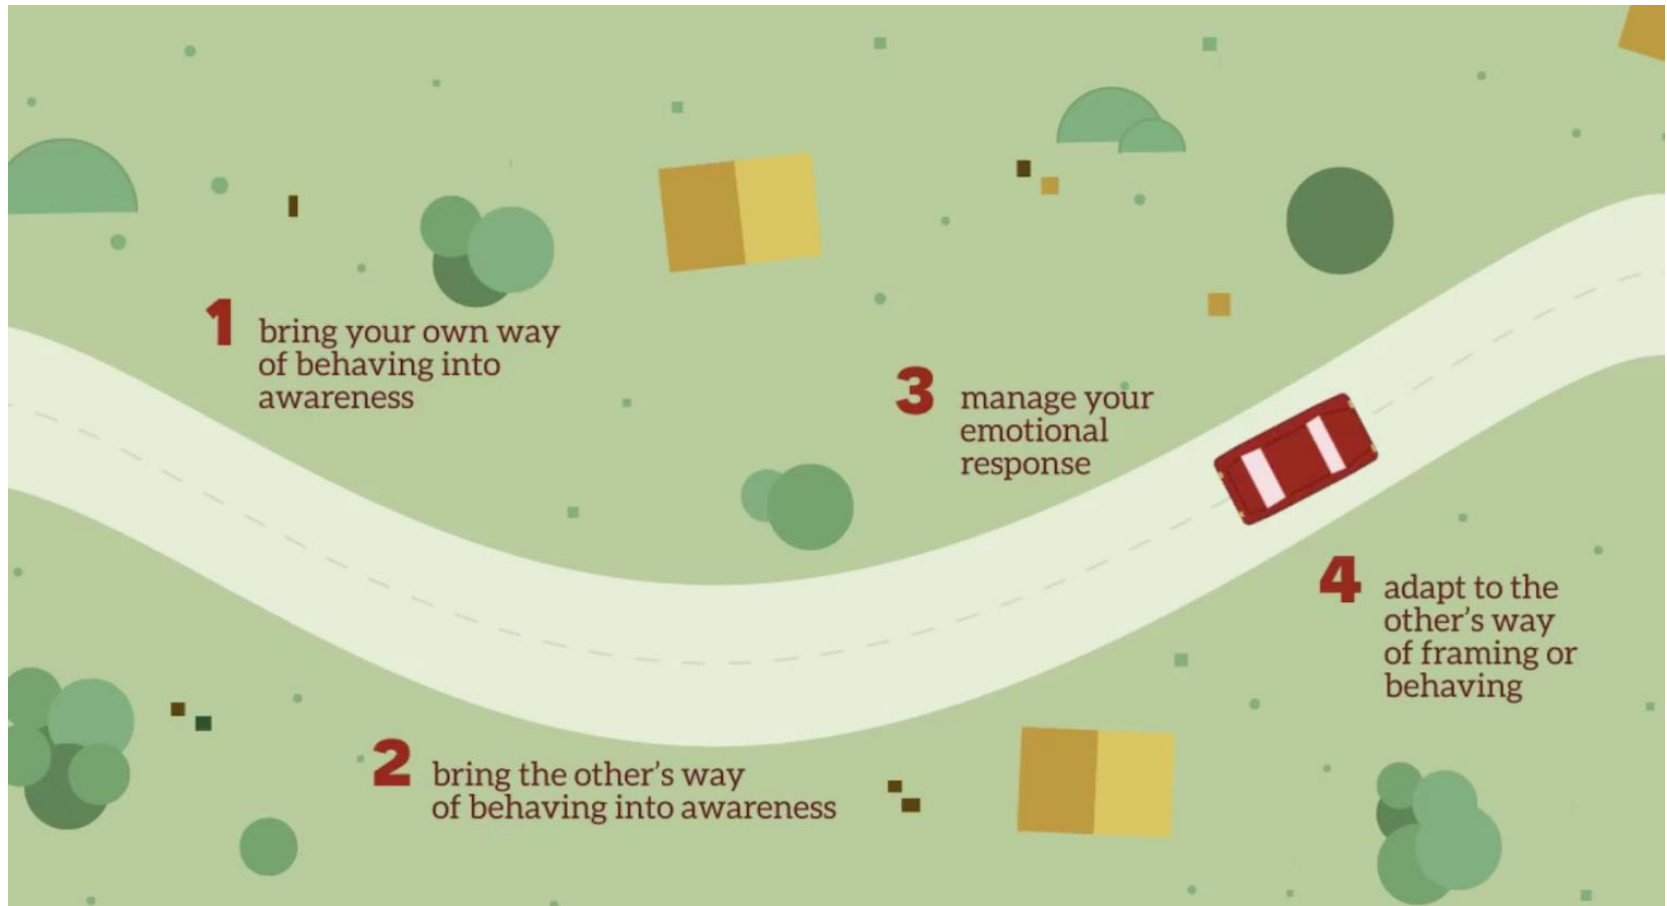 1
bring your own way
of behaving into
awareness
2
bring the other’s way
of behaving into awareness
3
manage your
emotional
response
4
adapt to the
other’s way
of framing or
behaving